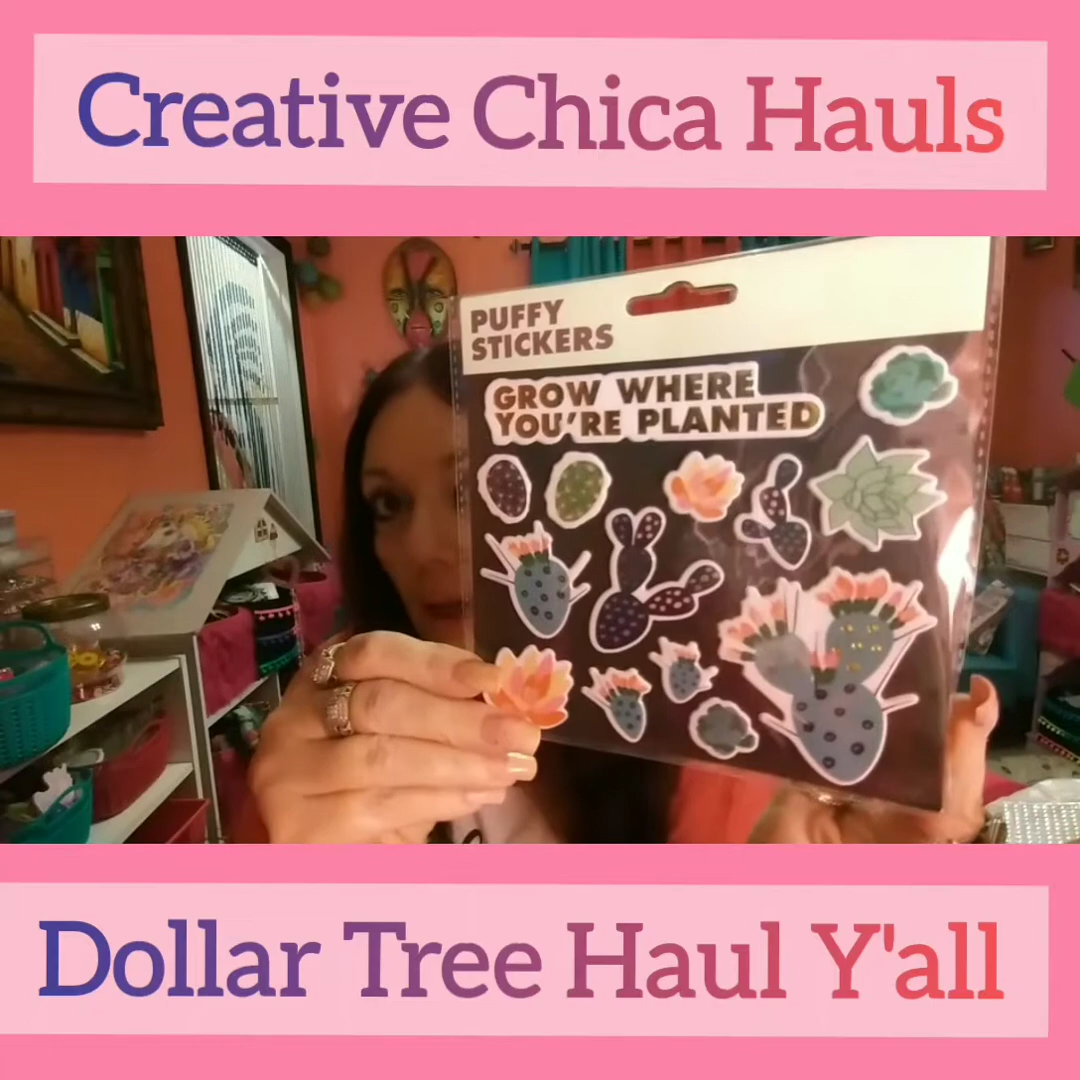 Creative Chica Hauls
PUFFY
STICKERS
GROW WHERE
YOU'RE PLANTED
Dollar Tree Haul Y'all